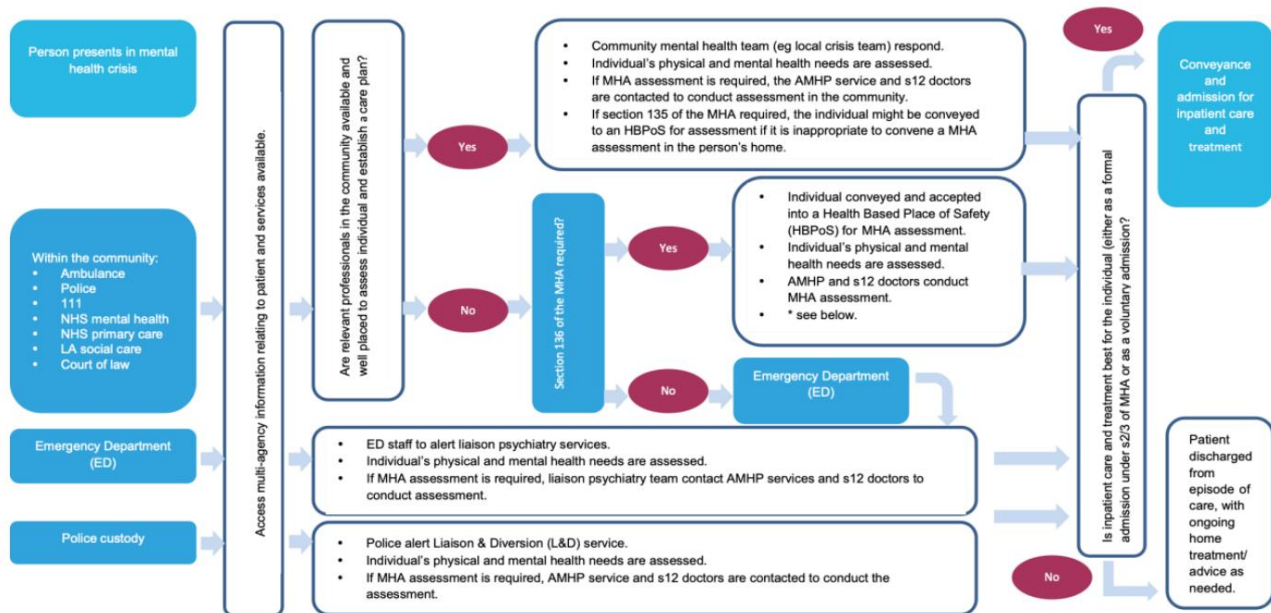 Person presents in mental
health crisis
Within the community:
• Ambulance
• Police
• 111
• NHS mental health
• NHS primary care
• LA social care
• Court of law
Emergency Department
(ED)
Police custody
Access multi-agency information relating to patient and services available.
Are relevant professionals in the community available and
well placed to assess individual and establish a care plan?
Yes
• Community mental health team (eg local crisis team) respond.
• Individual's physical and mental health needs are assessed.
• If MHA assessment is required, the AMHP service and s12 doctors
are contacted to conduct assessment in the community.
• If section 135 of the MHA required, the individual might be conveyed
to an HBPoS for assessment if it is inappropriate to convene a MHA
assessment in the person's home.
No
Section 136 of the MHA required?
Yes
• Individual conveyed and accepted
into a Health Based Place of Safety
(HBPoS) for MHA assessment.
• Individual's physical and mental
health needs are assessed.
• AMHP and s12 doctors conduct
MHA assessment.
• * see below.
No
Emergency Department
(ED)
• ED staff to alert liaison psychiatry services.
• Individual's physical and mental health needs are assessed.
• If MHA assessment is required, liaison psychiatry team contact AMHP services and s12 doctors to
conduct assessment.
• Police alert Liaison & Diversion (L&D) service.
• Individual's physical and mental health needs are assessed.
• If MHA assessment is required, AMHP service and s12 doctors are contacted to conduct the
assessment.
Is inpatient care and treatment best for the individual (either as a formal
admission under s2/3 of MHA or as a voluntary admission?
Yes
Conveyance
and
admission for
inpatient care
and
treatment
No
Patient
discharged
from
episode of
care, with
ongoing
home
treatment/
advice as
needed.